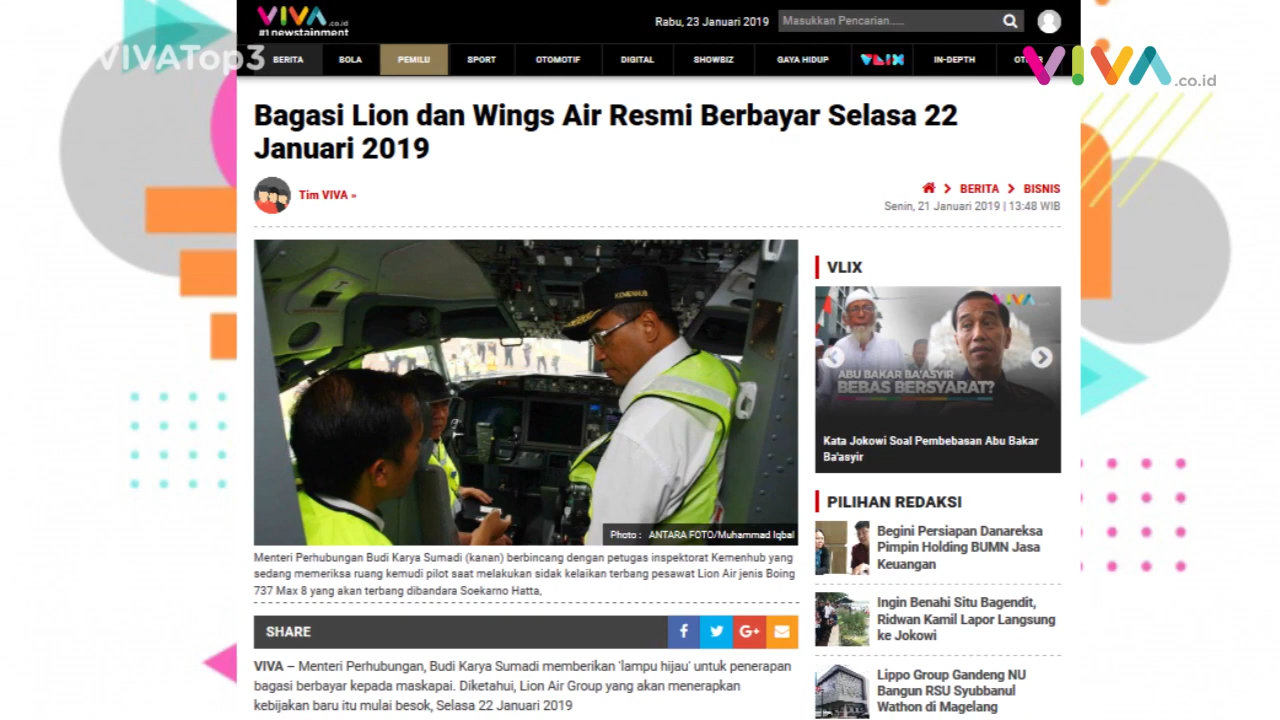 VIVA.co.id
#1newstainment
Rabu, 23 Januari 2019
Masukkan Pencarian.....
VIVATop3
BERITA
BOLA
PEMILU
SPORT
OTOMOTIF
DIGITAL
SHOWBIZ
GAYA HIDUP
VLIX
IN-DEPTH
VIVA.co.id
Bagasi Lion dan Wings Air Resmi Berbayar Selasa 22
Januari 2019
Tim VIVA »
BERITA
BISNIS
Senin, 21 Januari 2019 | 13:48 WIB
KEMENHUB
Photo : ANTARA FOTO/Muhammad Iqbal
Menteri Perhubungan Budi Karya Sumadi (kanan) berbincang dengan petugas inspektorat Kemenhub yang
sedang memeriksa ruang kemudi pilot saat melakukan sidak kelaikan terbang pesawat Lion Air jenis Boing
737 Max 8 yang akan terbang dibandara Soekarno Hatta,
SHARE
VIVA – Menteri Perhubungan, Budi Karya Sumadi memberikan 'lampu hijau' untuk penerapan
bagasi berbayar kepada maskapai. Diketahui, Lion Air Group yang akan menerapkan
kebijakan baru itu mulai besok, Selasa 22 Januari 2019
VLIX
VIVA
ABU BAKAR BA'ASYIR
BEBAS BERSYARAT?
Kata Jokowi Soal Pembebasan Abu Bakar
Ba'asyir
PILIHAN REDAKSI
Begini Persiapan Danareksa
Pimpin Holding BUMN Jasa
Keuangan
Ingin Benahi Situ Bagendit,
Ridwan Kamil Lapor Langsung
ke Jokowi
Lippo Group Gandeng NU
Bangun RSU Syubbanul
Wathon di Magelang